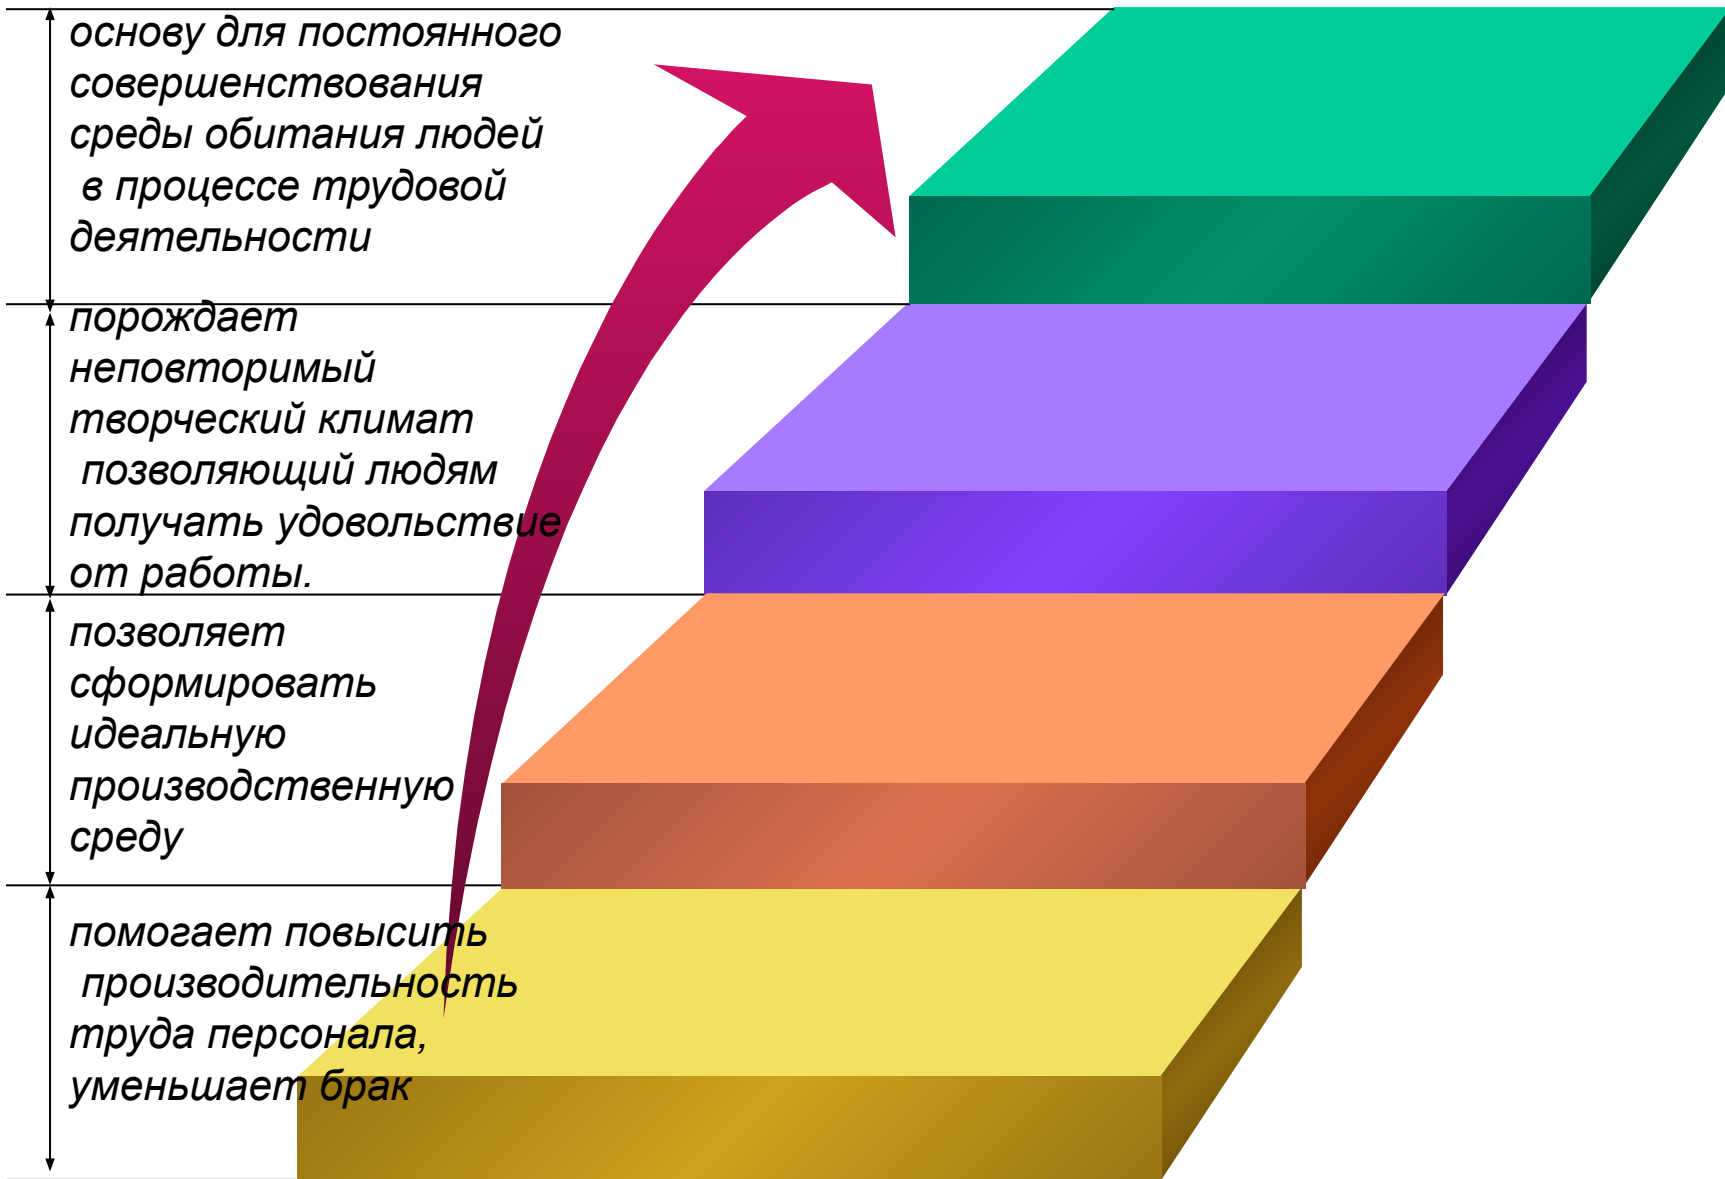 основу для постоянного
совершенствования
среды обитания людей
в процессе трудовой
деятельности
порождает
неповторимый
творческий климат
позволяющий людям
получать удовольствие
от работы.
позволяет
сформировать
идеальную
производственную
среду
помогает повысить
производительность
труда персонала,
уменьшает брак